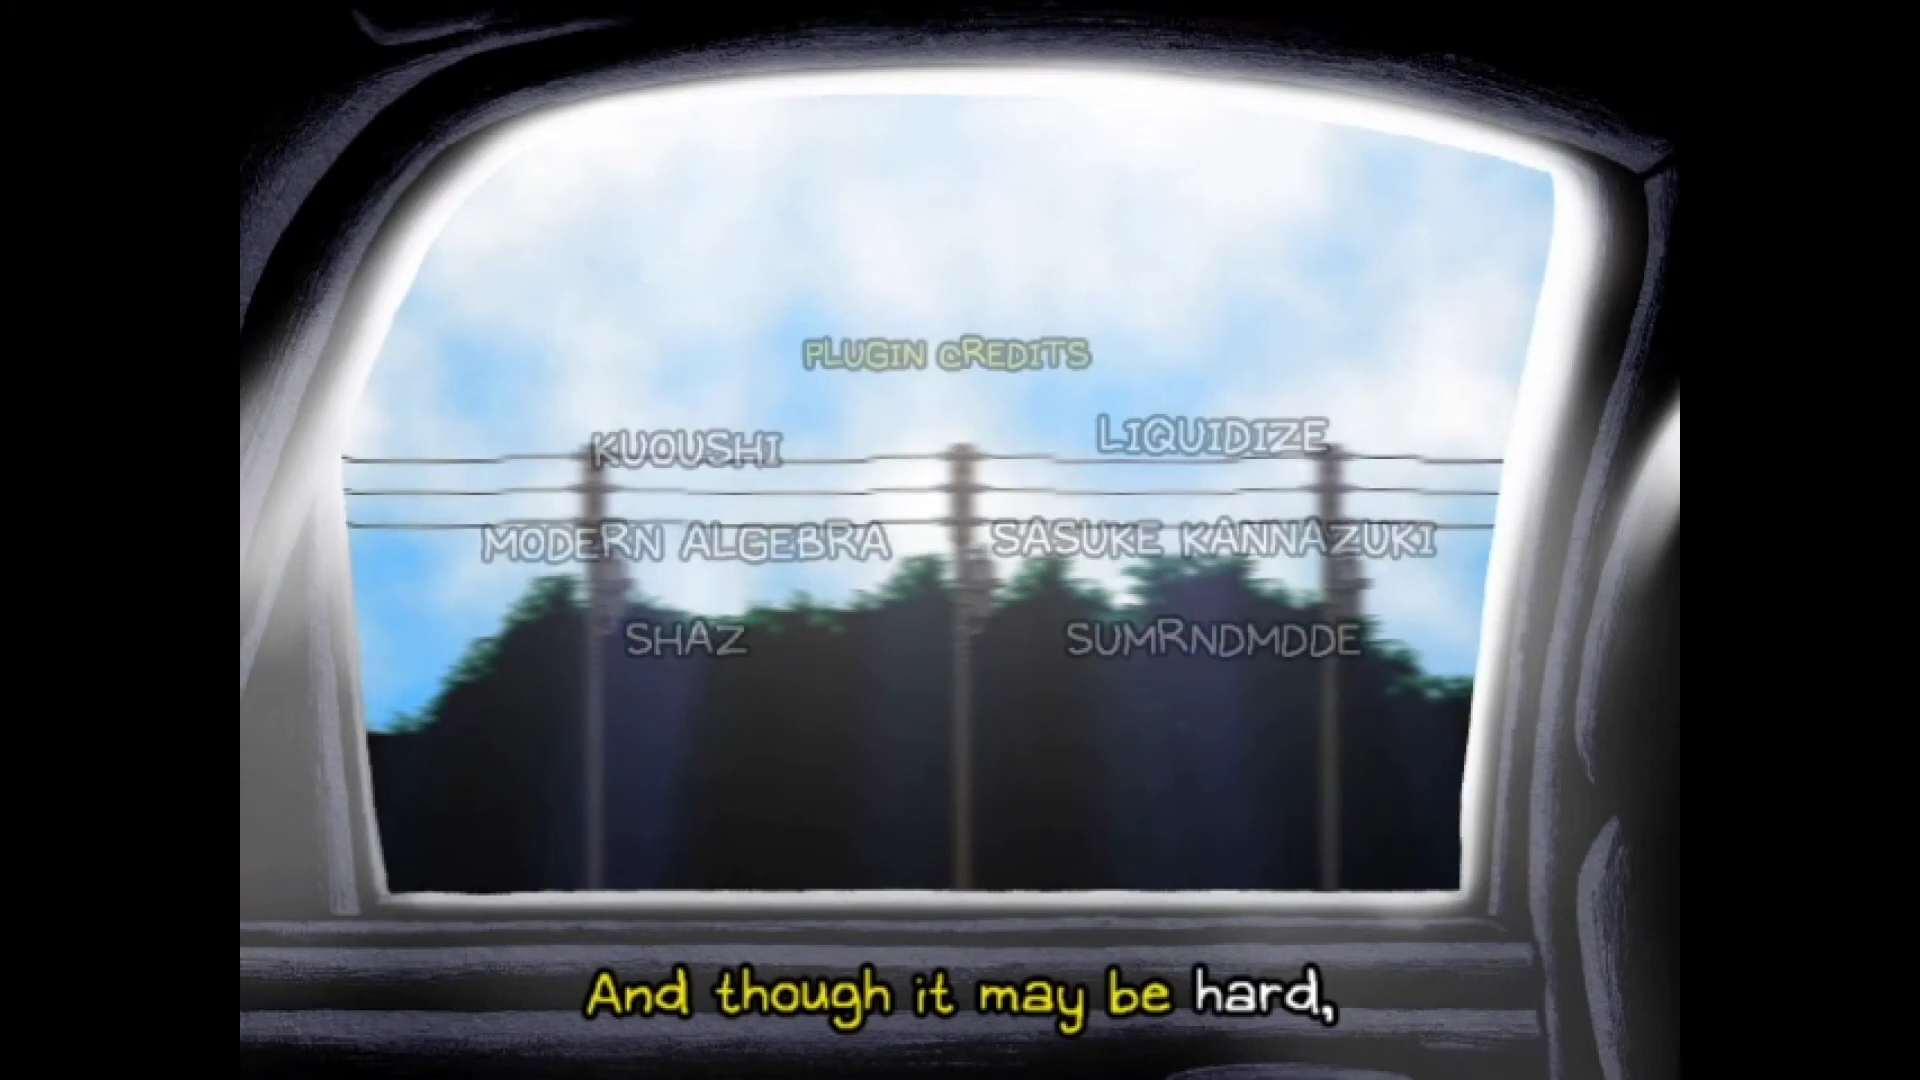 PLUGIN CREDITS
KUOUSHI LIQUIDIZE
MODERN ALGEBRA SASUKE KANNAZUKI
SHAZ SUMRNDMDDE
And though it may be hard,